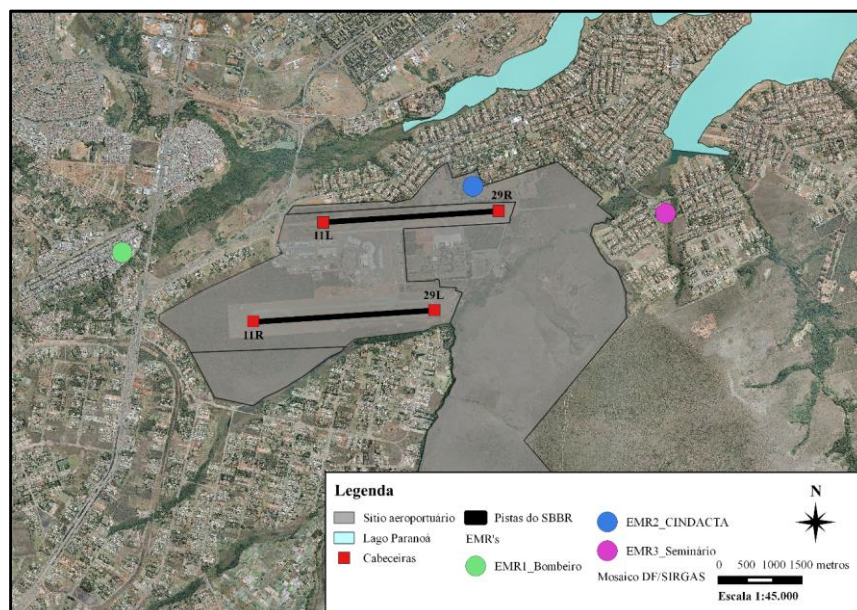 29R
11L
29L
11R
Legenda
Sítio aeroportuário
Lago Paranoá
Cabeceiras
Pistas do SBBR
EMR's
EMR1_Bombeiro
EMR2_CINDACTA
EMR3_Seminário
Mosaico DF/SIRGAS
N
0 500 1000 1500 metros
Escala 1:45.000